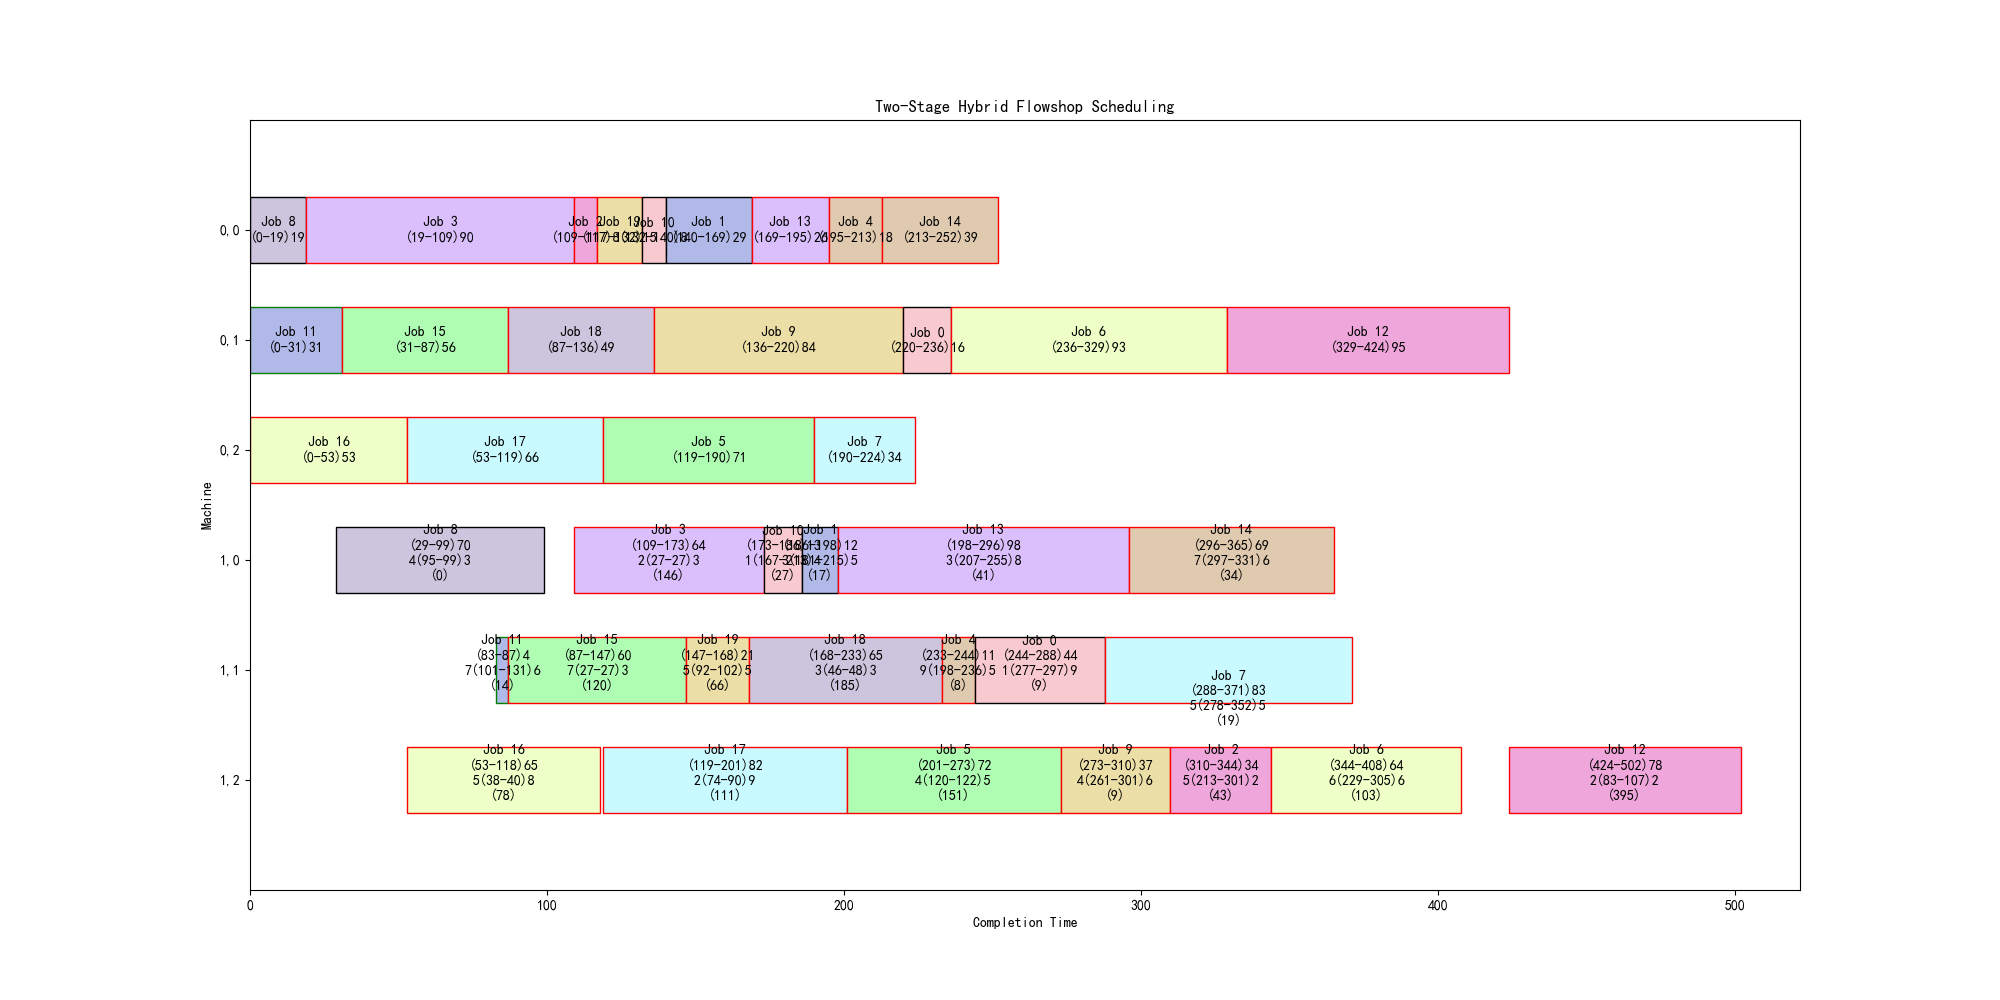 Two-Stage Hybrid Flowshop Scheduling
0,0
Job 8
(0-19)19
Job 3
(19-109)90
Job 2
Job 19
Job 10
Job 1
(140-169)29
Job 13
(169-195)26
Job 4
(195-213)18
Job 14
(213-252)39
0,1
Job 11
(0-31)31
Job 15
(31-87)56
Job 18
(87-136)49
Job 9
(136-220)84
Job 0
(220-236)16
Job 6
(236-329)93
Job 12
(329-424)95
0,2
Job 16
(0-53)53
Job 17
(53-119)66
Job 5
(119-190)71
Job 7
(190-224)34
Machine
1,0
Job 8
(29-99)70
4(95-99)3
(0)
Job 3
(109-173)64
2(27-27)3
(146)
Job 10
(27)
Job 1
(186-198)12
(17)
Job 13
(198-296)98
3(207-255)8
(41)
Job 14
(296-365)69
7(297-331)6
(34)
1,1
Job 11
(83-87)4
7(101-131)6
(14)
Job 15
(87-147)60
7(27-27)3
(120)
Job 19
(147-168)21
5(92-102)5
(66)
Job 18
(168-233)65
3(46-48)3
(185)
Job 4
(233-244)11
9(198-236)5
(8)
Job 0
(244-288)44
1(277-297)9
(9)
Job 7
(288-371)83
5(278-352)5
(19)
1,2
Job 16
(53-118)65
5(38-40)8
(78)
Job 17
(119-201)82
2(74-90)9
(111)
Job 5
(201-273)72
4(120-122)5
(151)
Job 9
(273-310)37
4(261-301)6
(9)
Job 2
(310-344)34
5(213-301)2
(43)
Job 6
(344-408)64
6(229-305)6
(103)
Job 12
(424-502)78
2(83-107)2
(395)
0
100
200
300
400
500
Completion Time